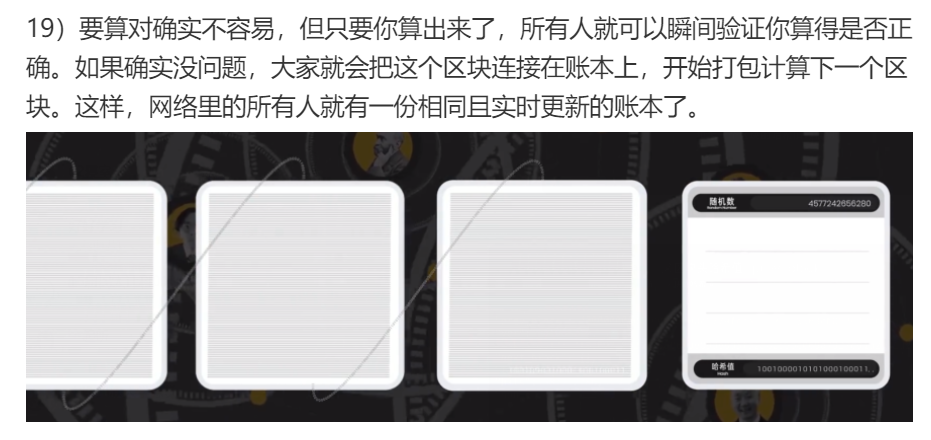 19）要算对确实不容易，但只要你算出来了，所有人就可以瞬间验证你算得是否正
确。如果确实没问题，大家就会把这个区块连接在账本上，开始打包计算下一个区
块。这样，网络里的所有人就有一份相同且实时更新的账本了。
随机数 4577242656280
Random Number
哈希值 1001000010101000100011...
HASH